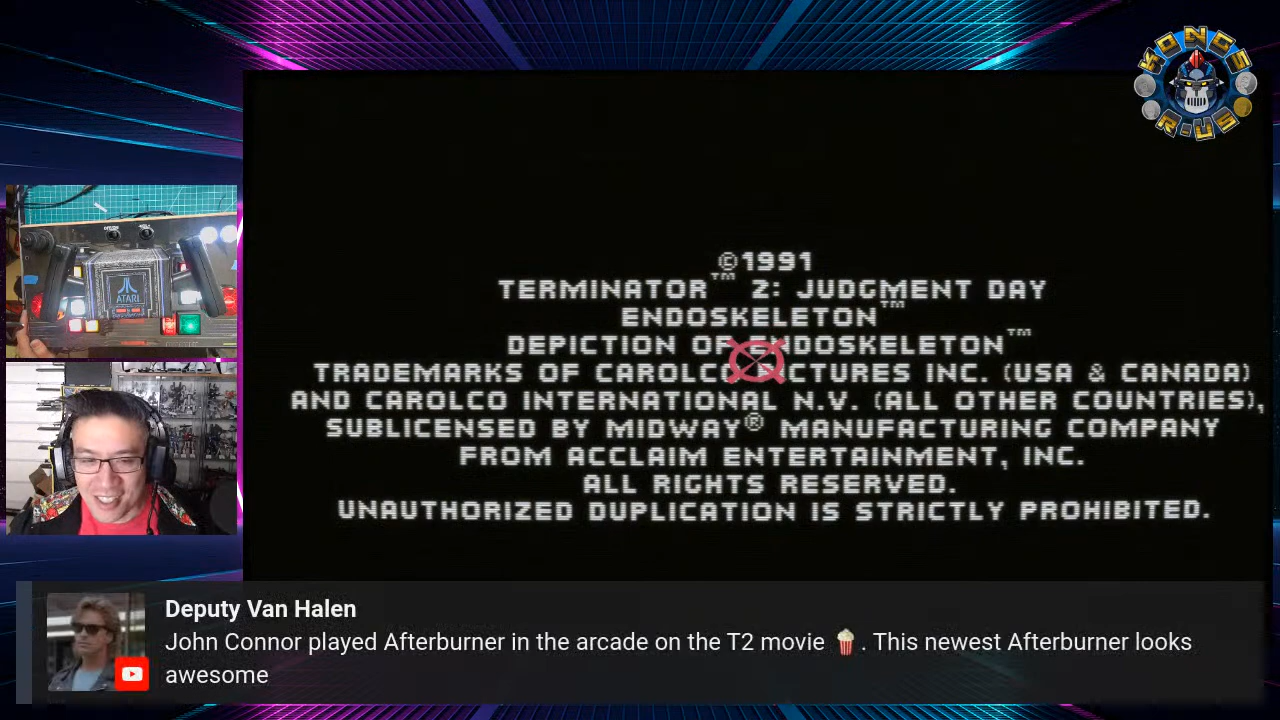 KONGS
R-US
ATARI
©1991
TERMINATOR™ 2: JUDGMENT DAY
ENDOSKELETON™
DEPICTION OF ENDOSKELETON™
TRADEMARKS OF CAROLCO PICTURES INC. (USA & CANADA)
AND CAROLCO INTERNATIONAL N.V. (ALL OTHER COUNTRIES),
SUBLICENSED BY MIDWAY® MANUFACTURING COMPANY
FROM ACCLAIM ENTERTAINMENT, INC.
ALL RIGHTS RESERVED.
UNAUTHORIZED DUPLICATION IS STRICTLY PROHIBITED.
Deputy Van Halen
John Connor played Afterburner in the arcade on the T2 movie 🍿. This newest Afterburner looks
awesome